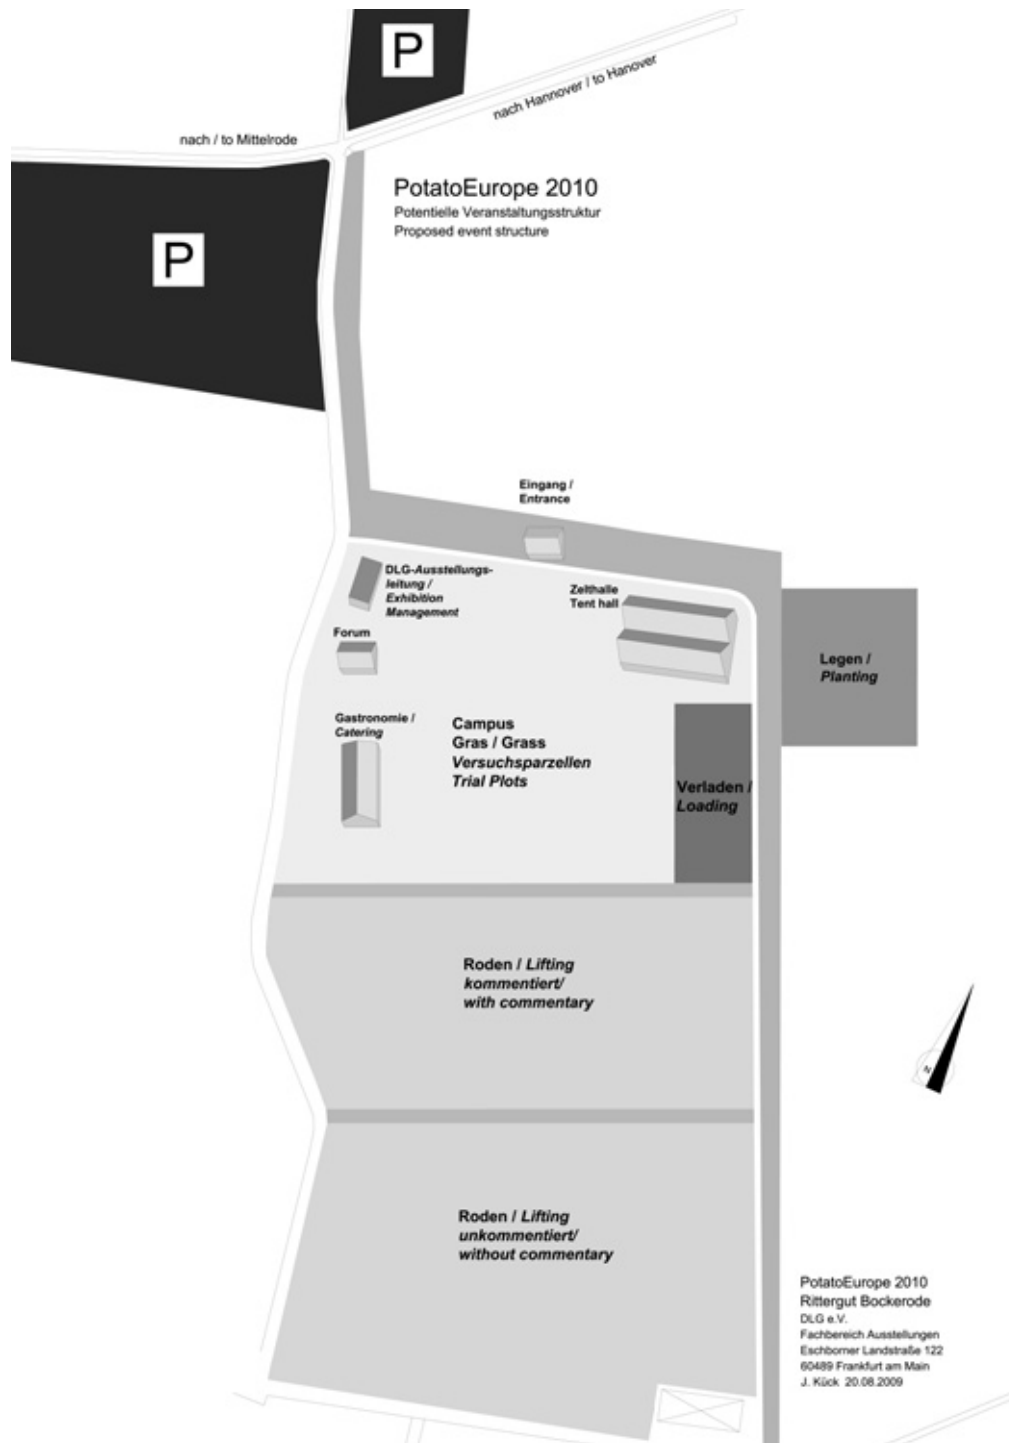 P
nach Hannover / to Hanover
nach / to Mittelrode
PotatoEurope 2010
Potentielle Veranstaltungsstruktur
Proposed event structure
P
Eingang /
Entrance
DLG-Ausstellungs-
leitung /
Exhibition
Management
Zelthalle
Tent hall
Forum
Legen /
Planting
Gastronomie /
Catering
Campus
Gras / Grass
Versuchsparzellen
Trial Plots
Verladen /
Loading
Roden / Lifting
kommentiert/
with commentary
N
Roden / Lifting
unkommentiert/
without commentary
PotatoEurope 2010
Rittergut Bockerode
DLG e.V.
Fachbereich Ausstellungen
Eschborner Landstraße 122
60489 Frankfurt am Main
J. Kück 20.08.2009